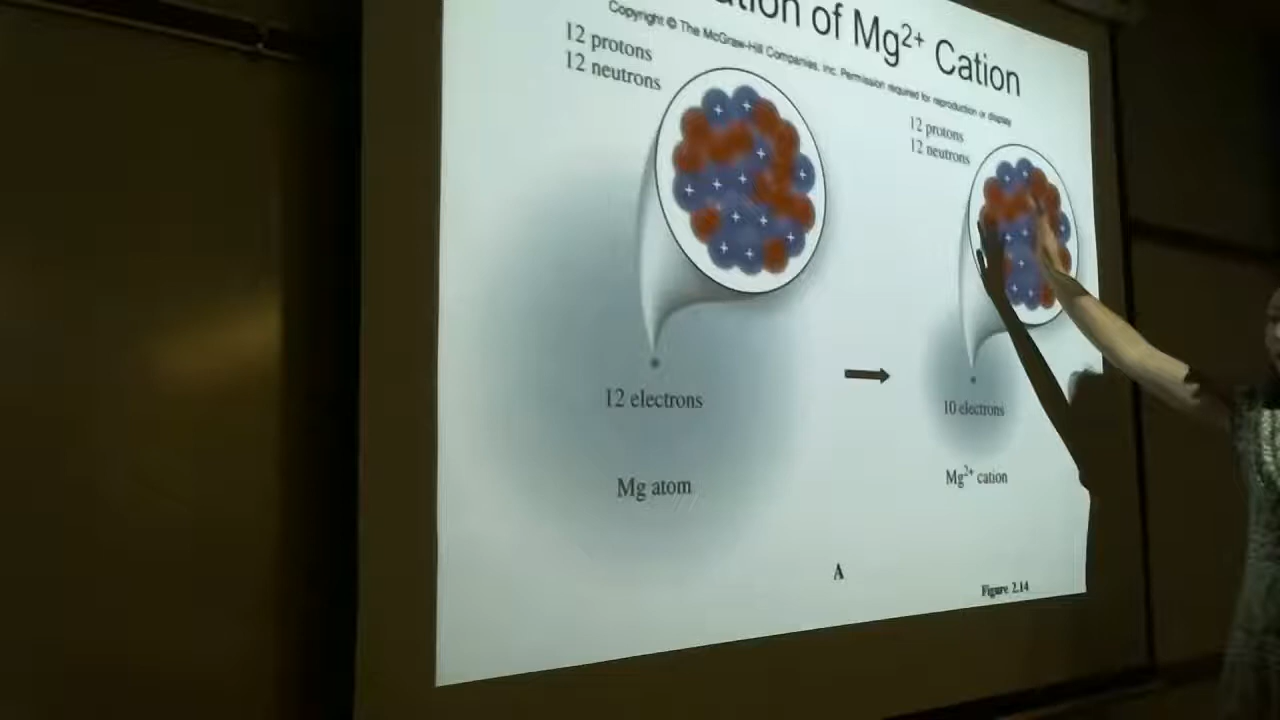 of Mg²⁺ Cation
Copyright © The McGraw-Hill Companies, Inc. Permission required for reproduction or display
12 protons
12 neutrons
12 protons
12 neutrons
12 electrons
10 electrons
Mg atom
Mg²⁺ cation
A
Figure 2.14